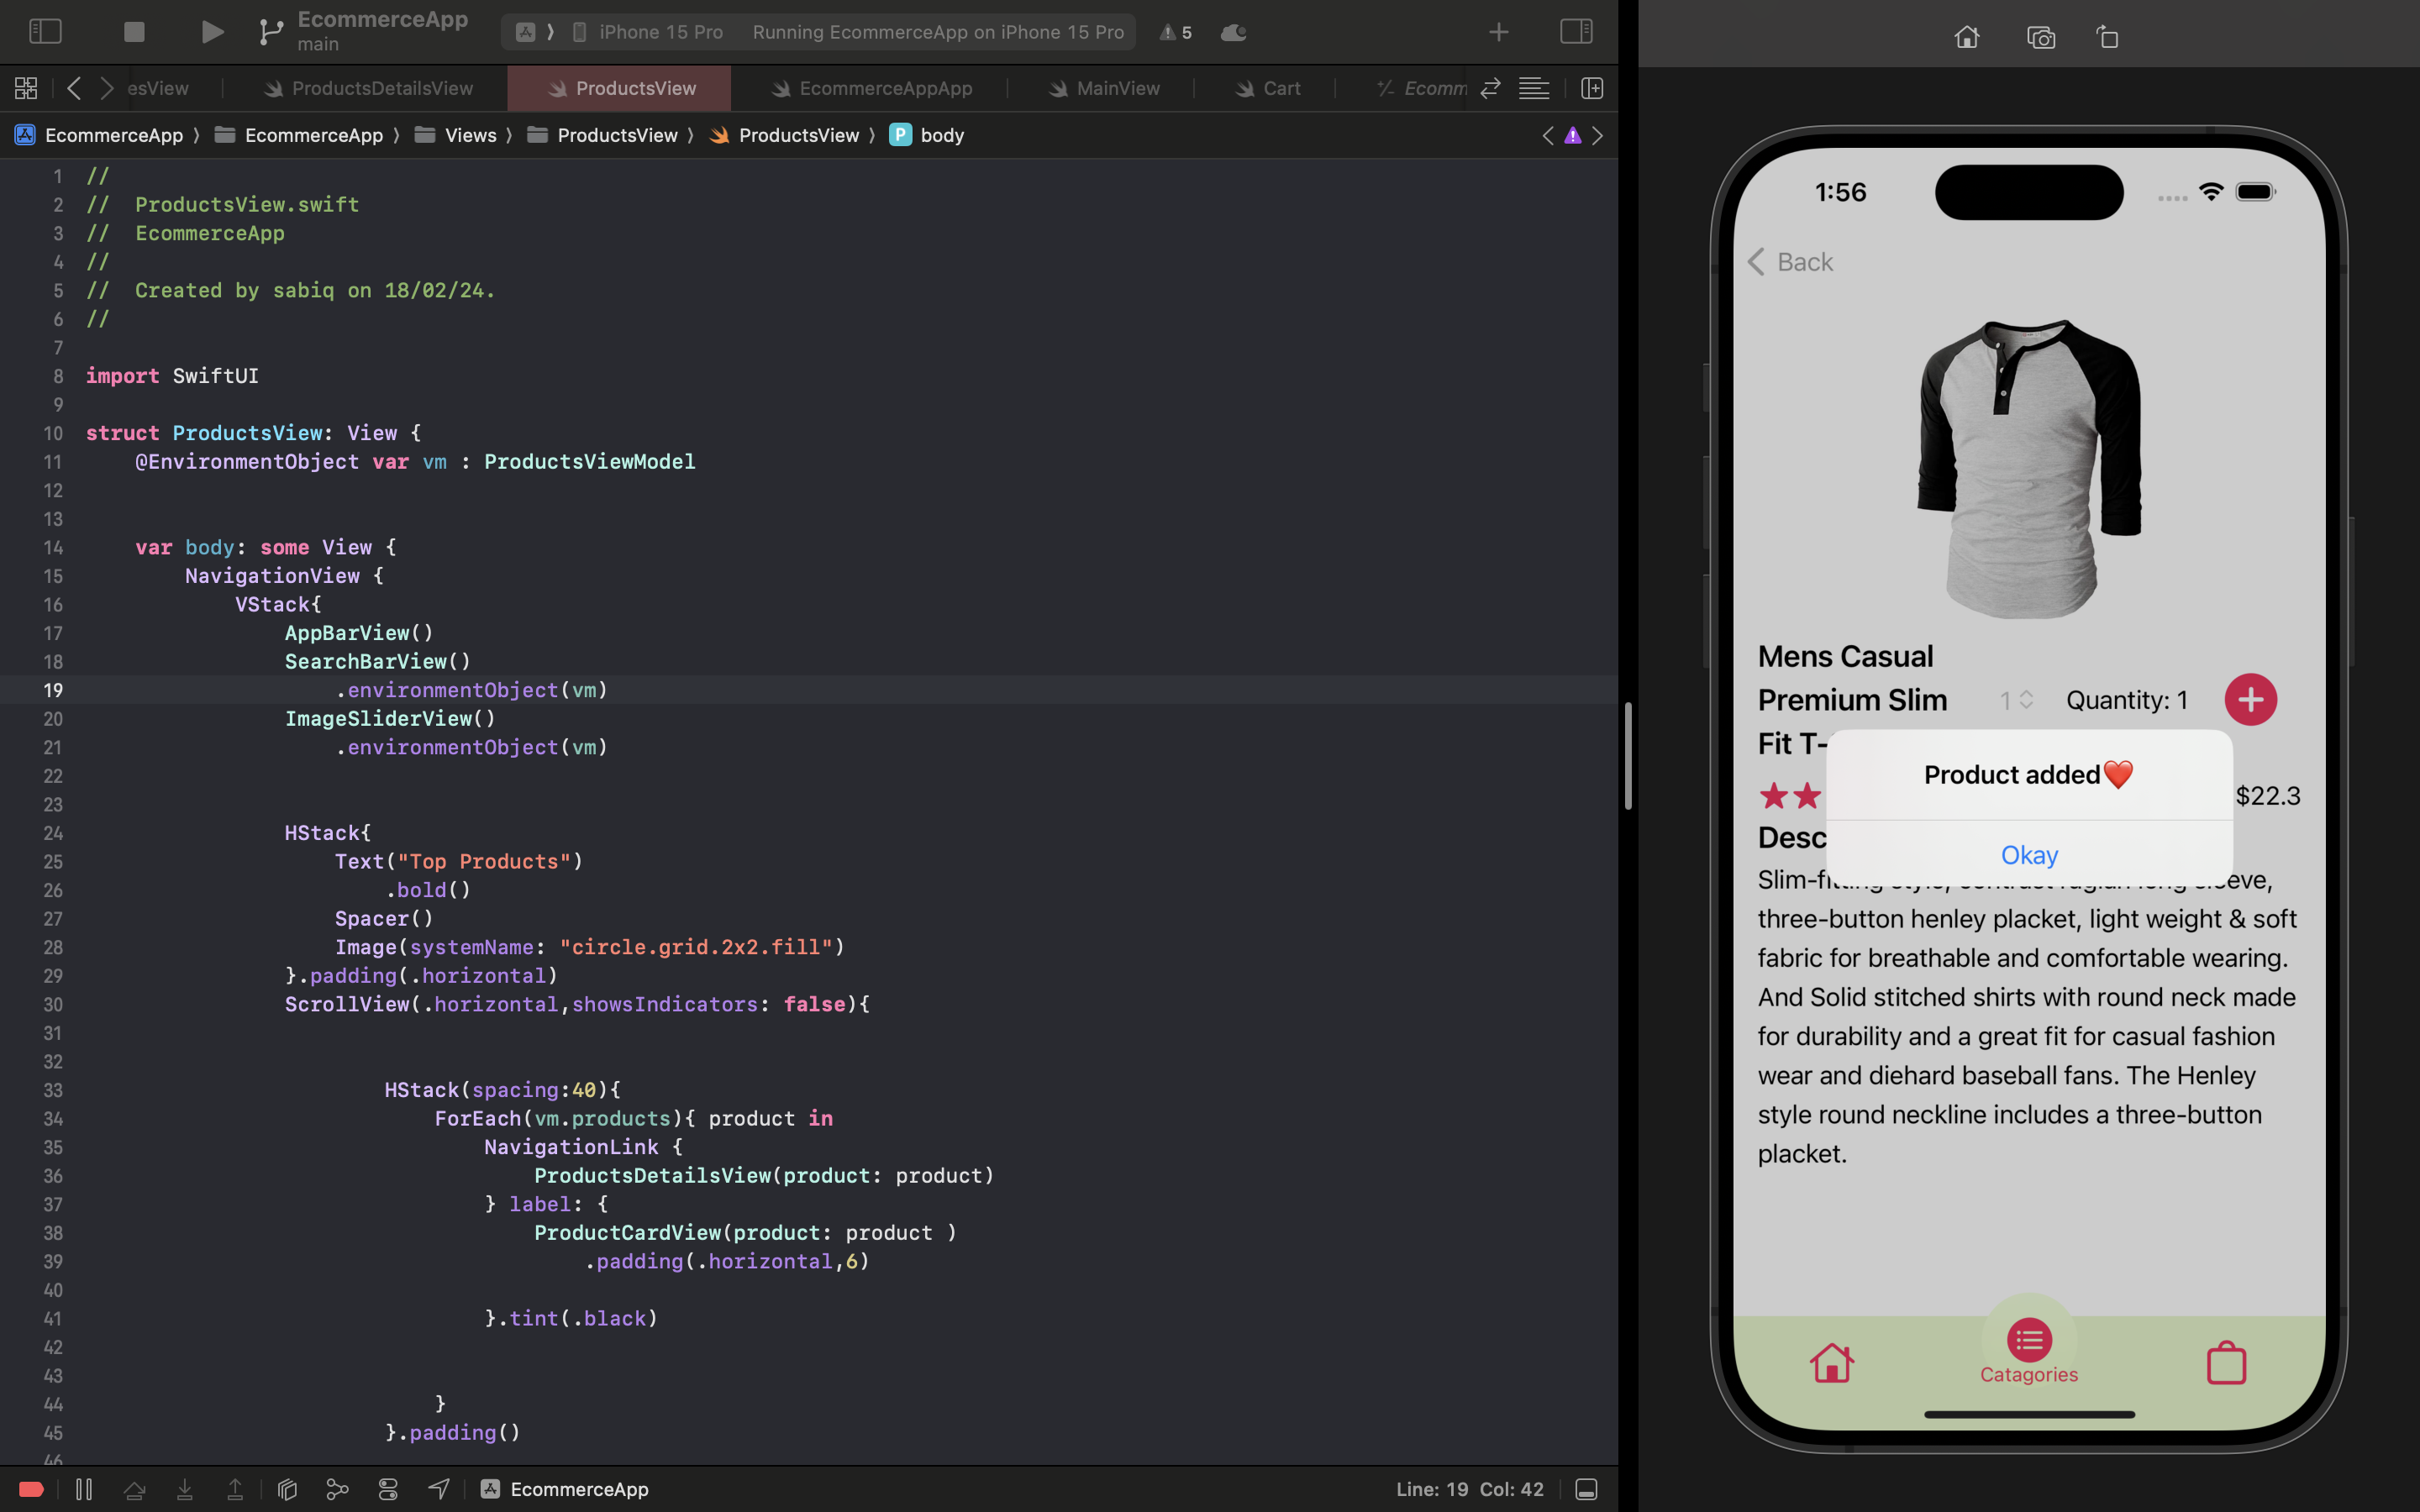 EcommerceApp
main
iPhone 15 Pro
Running EcommerceApp on iPhone 15 Pro
5
esView
ProductsDetailsView
ProductsView
EcommerceAppApp
MainView
Cart
Ecomm
EcommerceApp
EcommerceApp
Views
ProductsView
ProductsView
P
body
1 //
2 //  ProductsView.swift
3 //  EcommerceApp
4 //
5 //  Created by sabiq on 18/02/24.
6 //
7
8 import SwiftUI
9
10 struct ProductsView: View {
11     @EnvironmentObject var vm : ProductsViewModel
12
13
14     var body: some View {
15         NavigationView {
16             VStack{
17                 AppBarView()
18                 SearchBarView()
19                     .environmentObject(vm)
20                 ImageSliderView()
21                     .environmentObject(vm)
22
23
24                 HStack{
25                     Text("Top Products")
26                         .bold()
27                     Spacer()
28                     Image(systemName: "circle.grid.2x2.fill")
29                 }.padding(.horizontal)
30                 ScrollView(.horizontal,showsIndicators: false){
31
32
33                         HStack(spacing:40){
34                             ForEach(vm.products){ product in
35                                 NavigationLink {
36                                     ProductsDetailsView(product: product)
37                                 } label: {
38                                     ProductCardView(product: product )
39                                         .padding(.horizontal,6)
40
41                                 }.tint(.black)
42
43
44                             }
45                         }.padding()
46
EcommerceApp
Line: 19 Col: 42
1:56
Back
Mens Casual
Premium Slim
Fit T-
1
Quantity: 1
Product added❤️
$22.3
Okay
Desc
Slim-fitting style, contrast raglan long sleeve,
three-button henley placket, light weight & soft
fabric for breathable and comfortable wearing.
And Solid stitched shirts with round neck made
for durability and a great fit for casual fashion
wear and diehard baseball fans. The Henley
style round neckline includes a three-button
placket.
Catagories